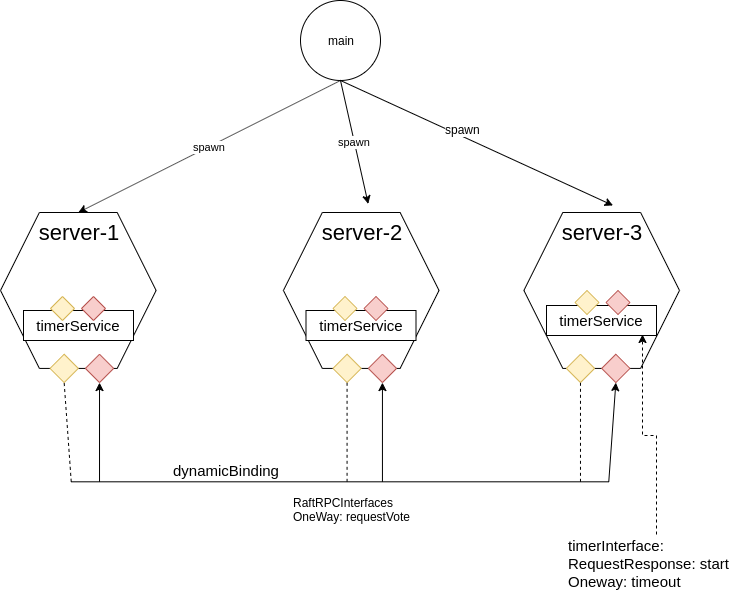 main
spawn
spawn
spawn
server-1
server-2
server-3
timerService
timerService
timerService
dynamicBinding
RaftRPCInterfaces
OneWay: requestVote
timerInterface:
RequestResponse: start
Oneway: timeout